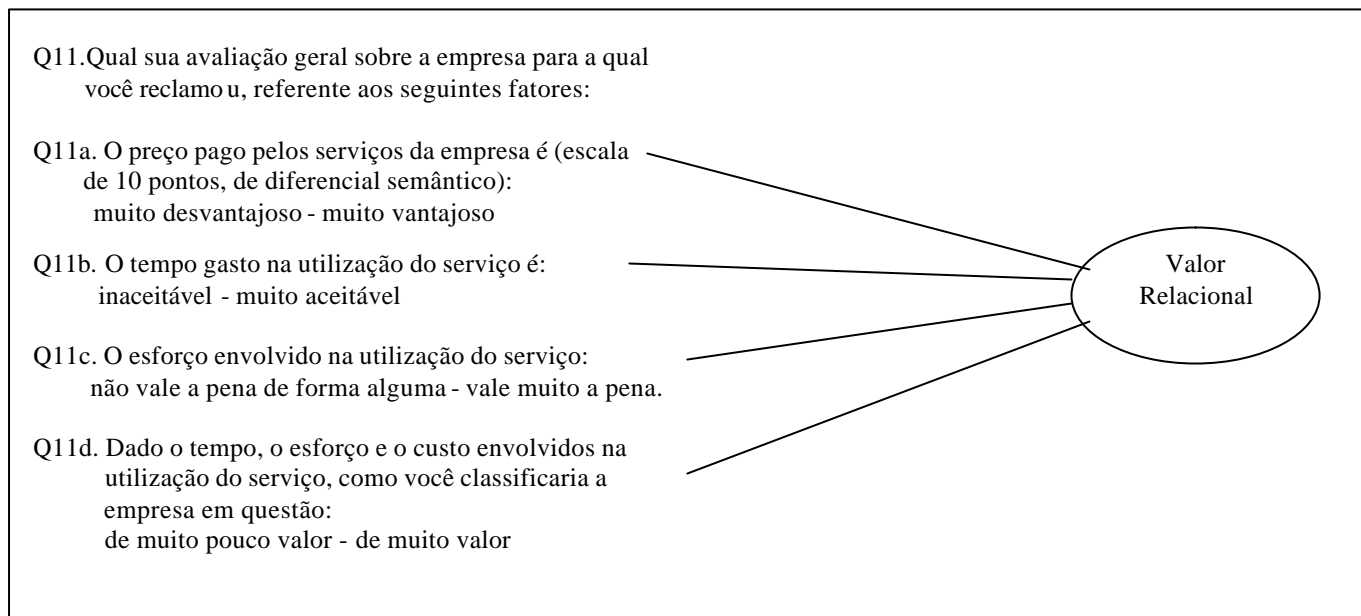 Q11.Qual sua avaliação geral sobre a empresa para a qual
você reclamo u, referente aos seguintes fatores:
Q11a. O preço pago pelos serviços da empresa é (escala
de 10 pontos, de diferencial semântico):
muito desvantajoso - muito vantajoso
Q11b. O tempo gasto na utilização do serviço é:
inaceitável - muito aceitável
Q11c. O esforço envolvido na utilização do serviço:
não vale a pena de forma alguma - vale muito a pena.
Q11d. Dado o tempo, o esforço e o custo envolvidos na
utilização do serviço, como você classificaria a
empresa em questão:
de muito pouco valor - de muito valor
Valor
Relacional